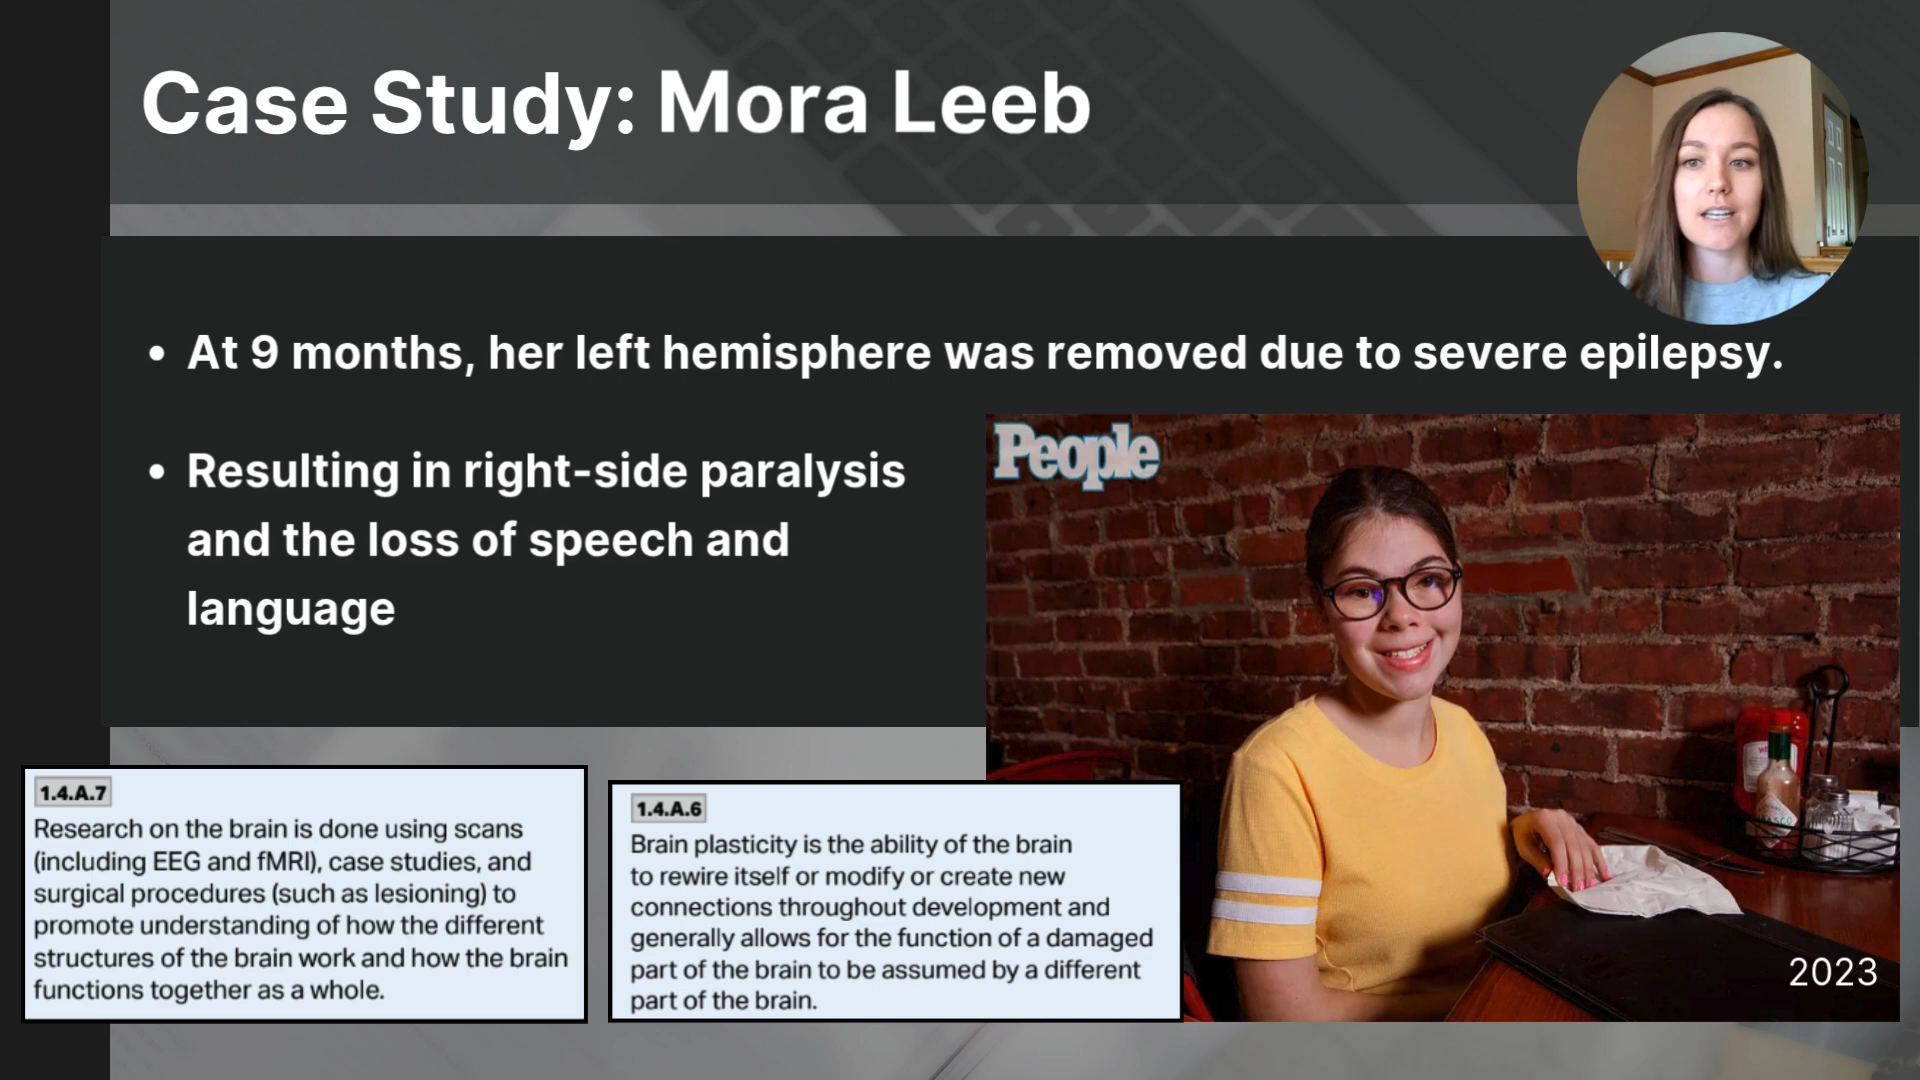 Case Study: Mora Leeb
• At 9 months, her left hemisphere was removed due to severe epilepsy.
• Resulting in right-side paralysis
and the loss of speech and
language
People
2023
1.4.A.7
Research on the brain is done using scans
(including EEG and fMRI), case studies, and
surgical procedures (such as lesioning) to
promote understanding of how the different
structures of the brain work and how the brain
functions together as a whole.
1.4.A.6
Brain plasticity is the ability of the brain
to rewire itself or modify or create new
connections throughout development and
generally allows for the function of a damaged
part of the brain to be assumed by a different
part of the brain.